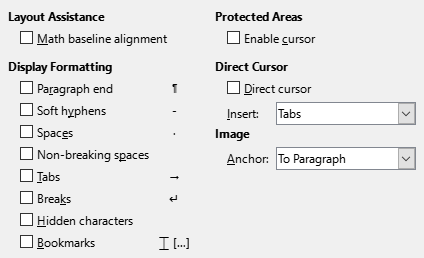 Layout Assistance
Math baseline alignment
Display Formatting
Paragraph end ¶
Soft hyphens -
Spaces ·
Non-breaking spaces
Tabs →
Breaks ↵
Hidden characters
Bookmarks ⌶ [...]
Protected Areas
Enable cursor
Direct Cursor
Direct cursor
Insert: Tabs
Image
Anchor: To Paragraph